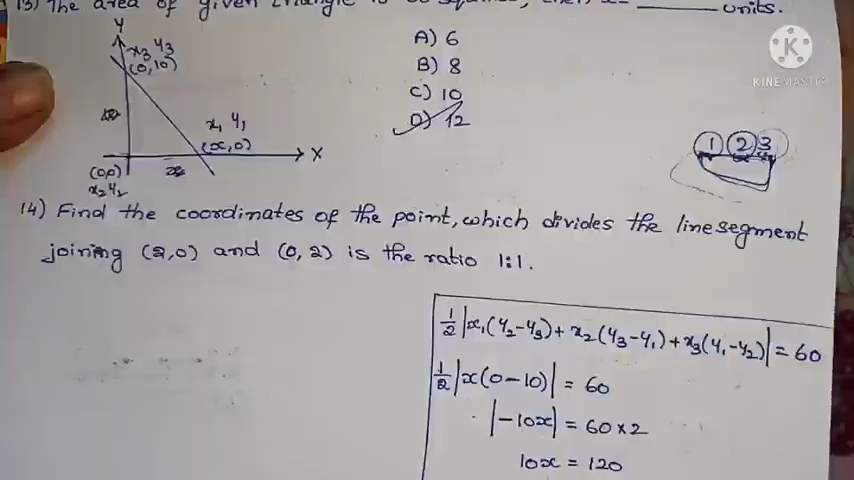 13) The area of given triangle is 60 square, then x= ______ units.
Y
x3 y3
(0,10)
A) 6
B) 8
C) 10
D) 12
K
KINEMASTER
1 2 3
x1 y1
(x,0)
X
(0,0)
x2 y2
14) Find the coordinates of the point, which divides the line segment
joining (2,0) and (0,2) is the ratio 1:1.
1/2 |x1(y2-y3) + x2(y3-y1) + x3(y1-y2)| = 60
1/2 |x(0-10)| = 60
|-10x| = 60×2
10x = 120